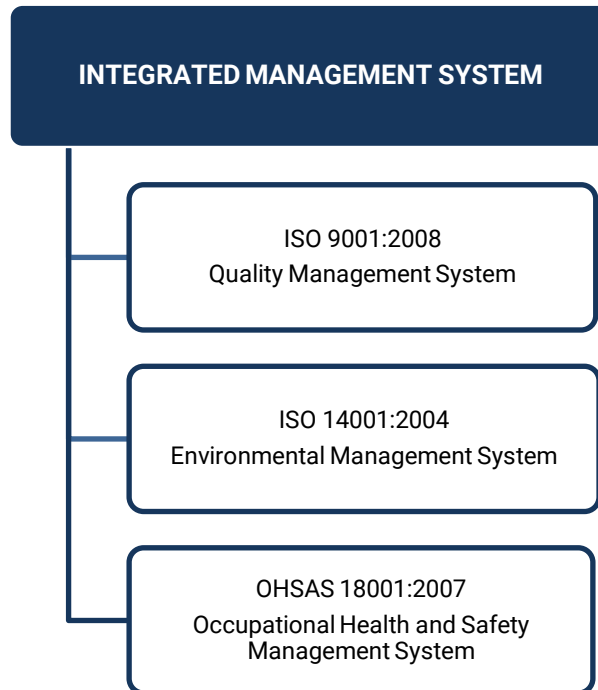 INTEGRATED MANAGEMENT SYSTEM
ISO 9001:2008
Quality Management System
ISO 14001:2004
Environmental Management System
OHSAS 18001:2007
Occupational Health and Safety
Management System